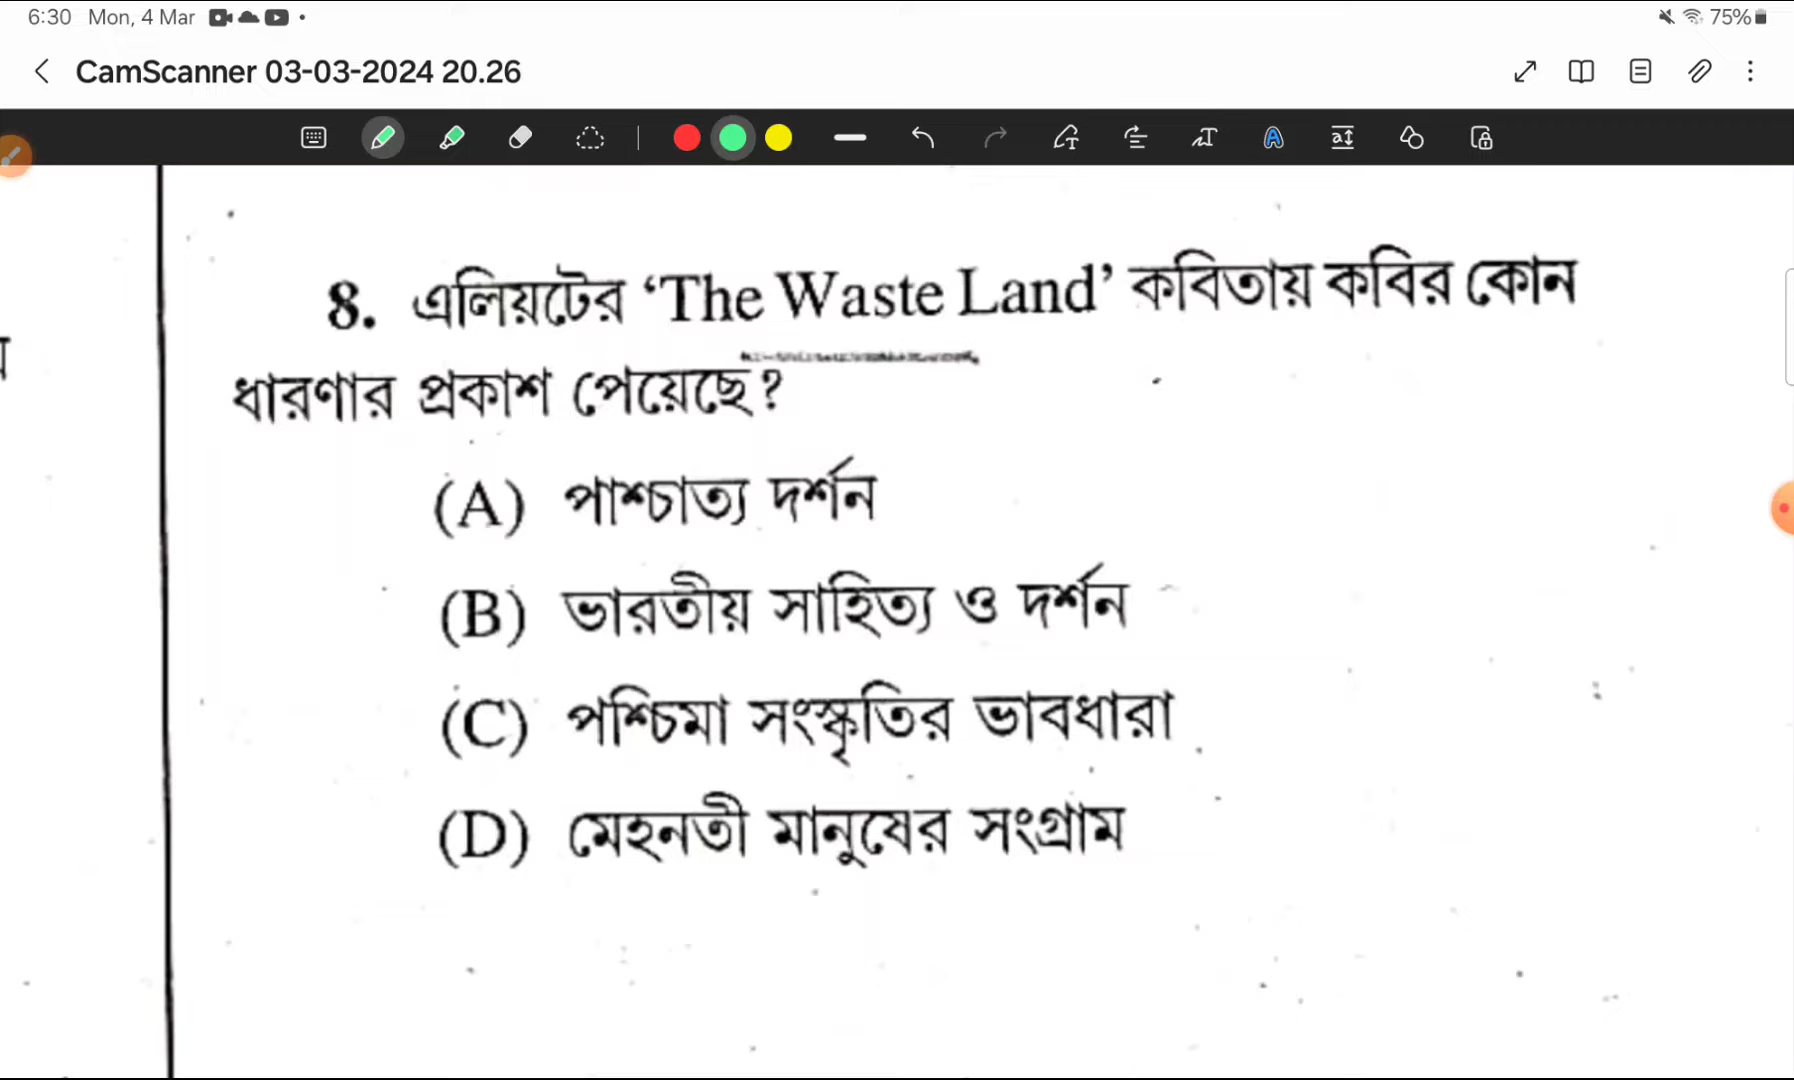 6:30 Mon, 4 Mar 75%
CamScanner 03-03-2024 20.26
8. এলিয়টের ‘The Waste Land’ কবিতায় কবির কোন
ধারণার প্রকাশ পেয়েছে?
(A) পাশ্চাত্য দর্শন
(B) ভারতীয় সাহিত্য ও দর্শন
(C) পশ্চিমা সংস্কৃতির ভাবধারা
(D) মেহনতী মানুষের সংগ্রাম